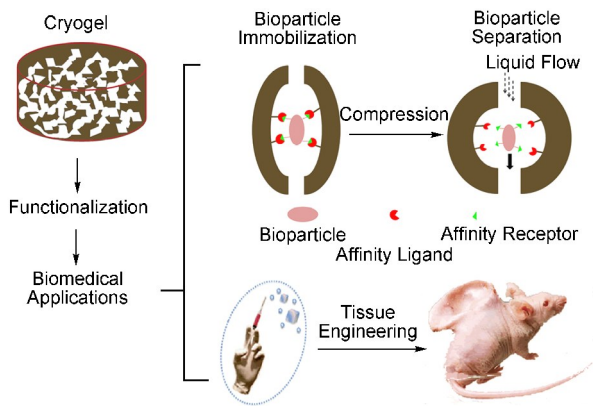 Cryogel
Functionalization
Biomedical
Applications
Bioparticle
Immobilization
Compression
Bioparticle
Separation
Liquid Flow
Bioparticle
Affinity Ligand
Affinity Receptor
Tissue
Engineering